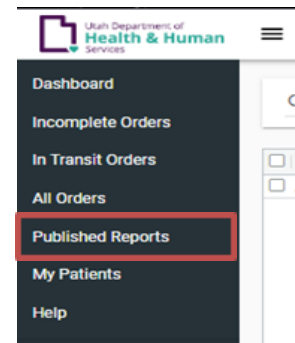 Utah Department of
Health & Human
Services
Dashboard
Incomplete Orders
In Transit Orders
All Orders
Published Reports
My Patients
Help